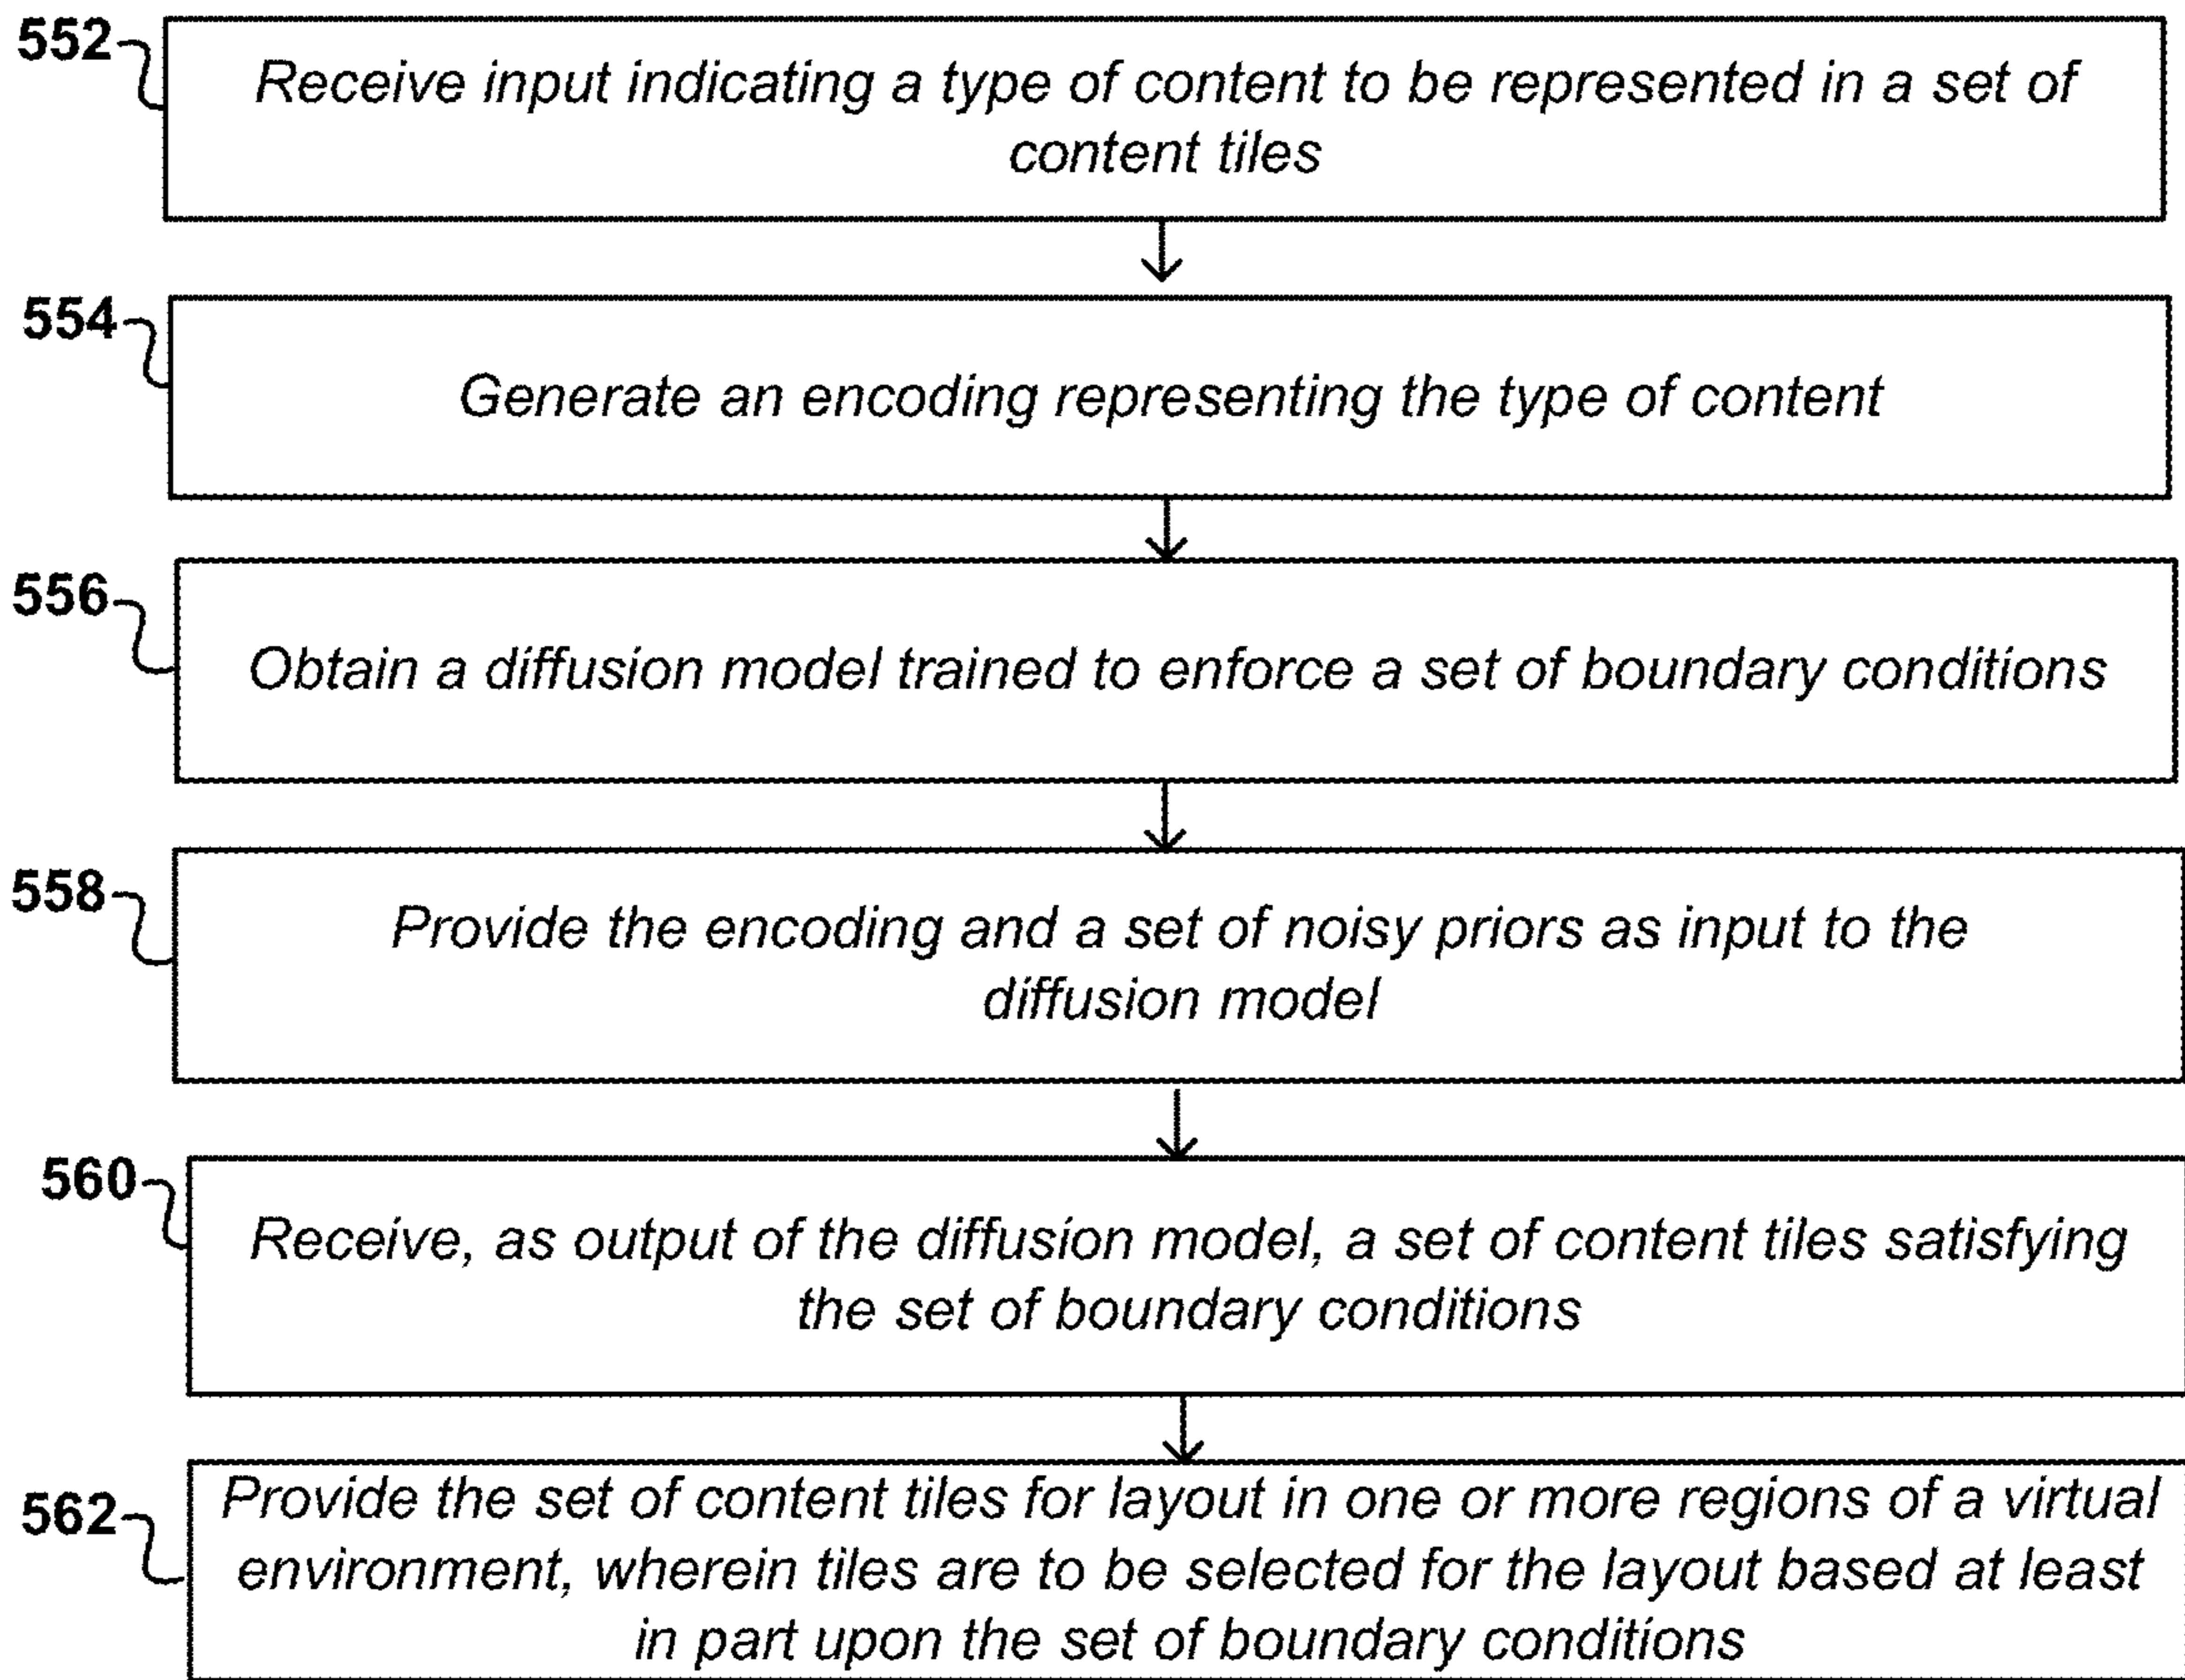 552
Receive input indicating a type of content to be represented in a set of
content tiles
554
Generate an encoding representing the type of content
556
Obtain a diffusion model trained to enforce a set of boundary conditions
558
Provide the encoding and a set of noisy priors as input to the
diffusion model
560
Receive, as output of the diffusion model, a set of content tiles satisfying
the set of boundary conditions
562
Provide the set of content tiles for layout in one or more regions of a virtual
environment, wherein tiles are to be selected for the layout based at least
in part upon the set of boundary conditions